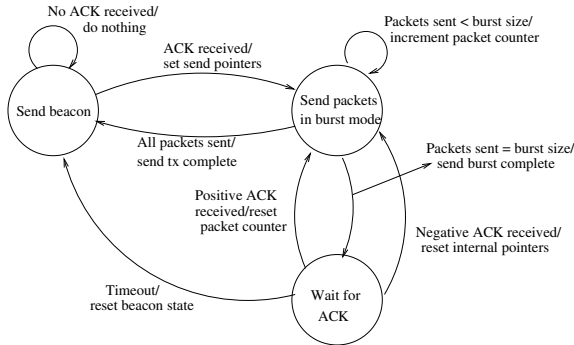 No ACK received/
do nothing
ACK received/
set send pointers
Packets sent < burst size/
increment packet counter
Send beacon
Send packets
in burst mode
All packets sent/
send tx complete
Packets sent = burst size/
send burst complete
Positive ACK
received/reset
packet counter
Negative ACK received/
reset internal pointers
Timeout/
reset beacon state
Wait for
ACK